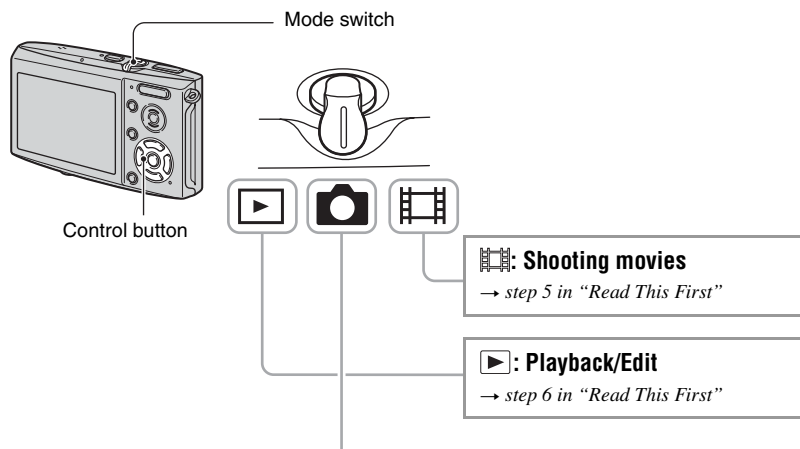 Mode switch
Control button
: Shooting movies
→ step 5 in “Read This First”
: Playback/Edit
→ step 6 in “Read This First”